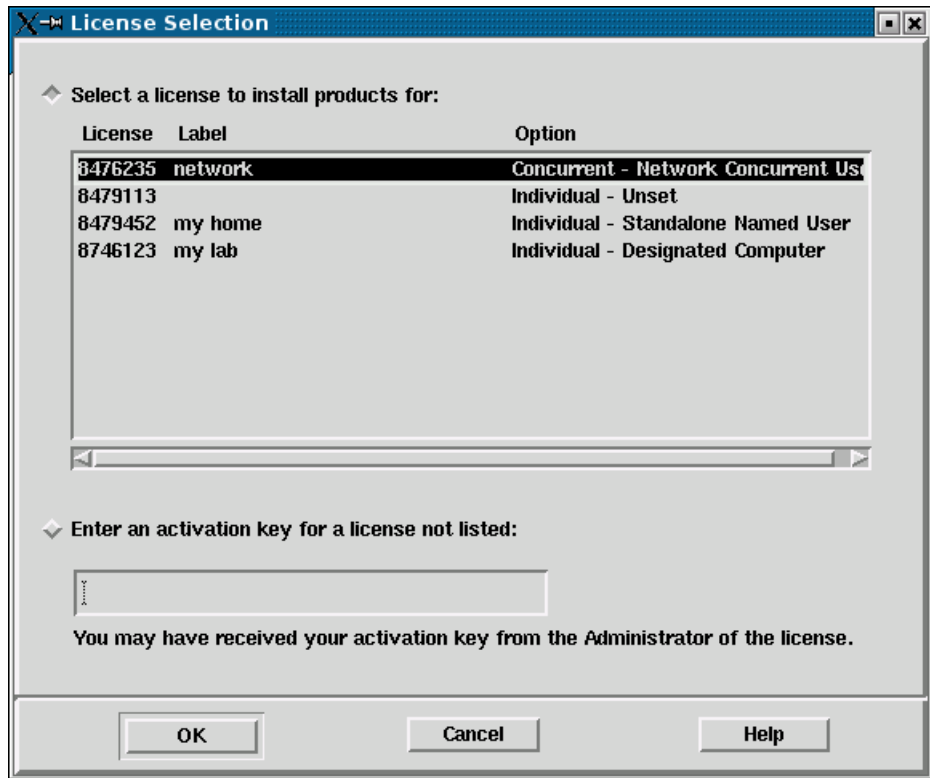 License Selection
Select a license to install products for:
License Label Option
8476235 network Concurrent - Network Concurrent Use
8479113 Individual - Unset
8479452 my home Individual - Standalone Named User
8746123 my lab Individual - Designated Computer
Enter an activation key for a license not listed:
You may have received your activation key from the Administrator of the license.
OK Cancel Help